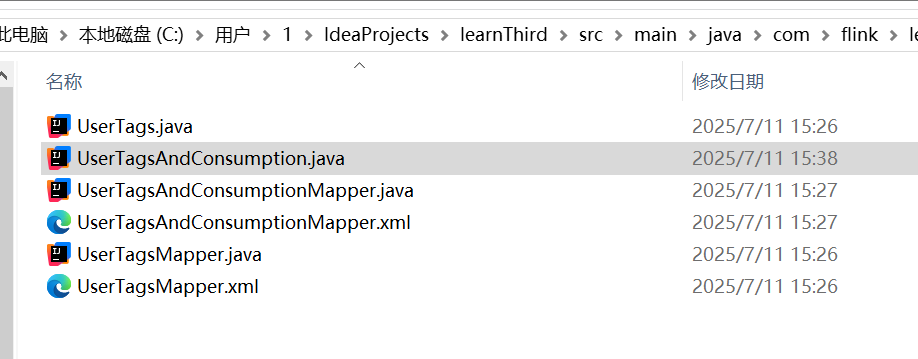 此电脑 > 本地磁盘 (C:) > 用户 > 1 > IdeaProjects > learnThird > src > main > java > com > flink >
名称 修改日期
UserTags.java 2025/7/11 15:26
UserTagsAndConsumption.java 2025/7/11 15:38
UserTagsAndConsumptionMapper.java 2025/7/11 15:27
UserTagsAndConsumptionMapper.xml 2025/7/11 15:27
UserTagsMapper.java 2025/7/11 15:26
UserTagsMapper.xml 2025/7/11 15:26